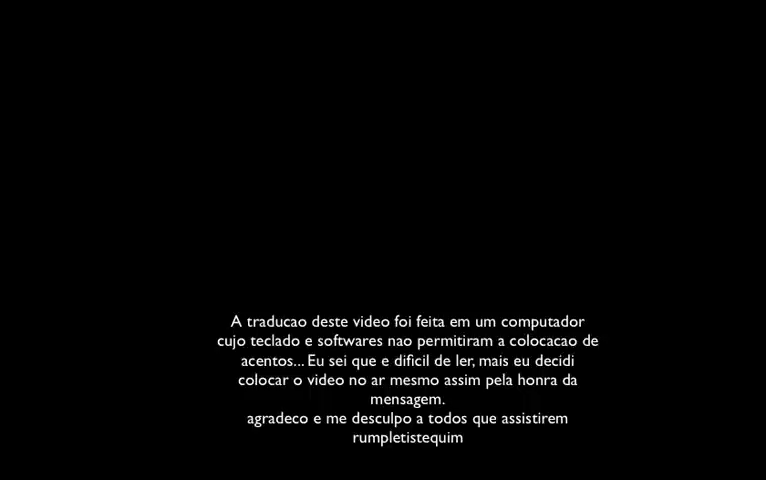 A traducao deste video foi feita em um computador
cujo teclado e softwares nao permitiram a colocacao de
acentos... Eu sei que e dificil de ler, mais eu decidi
colocar o video no ar mesmo assim pela honra da
mensagem.
agradeco e me desculpo a todos que assistirem
rumpletistequim